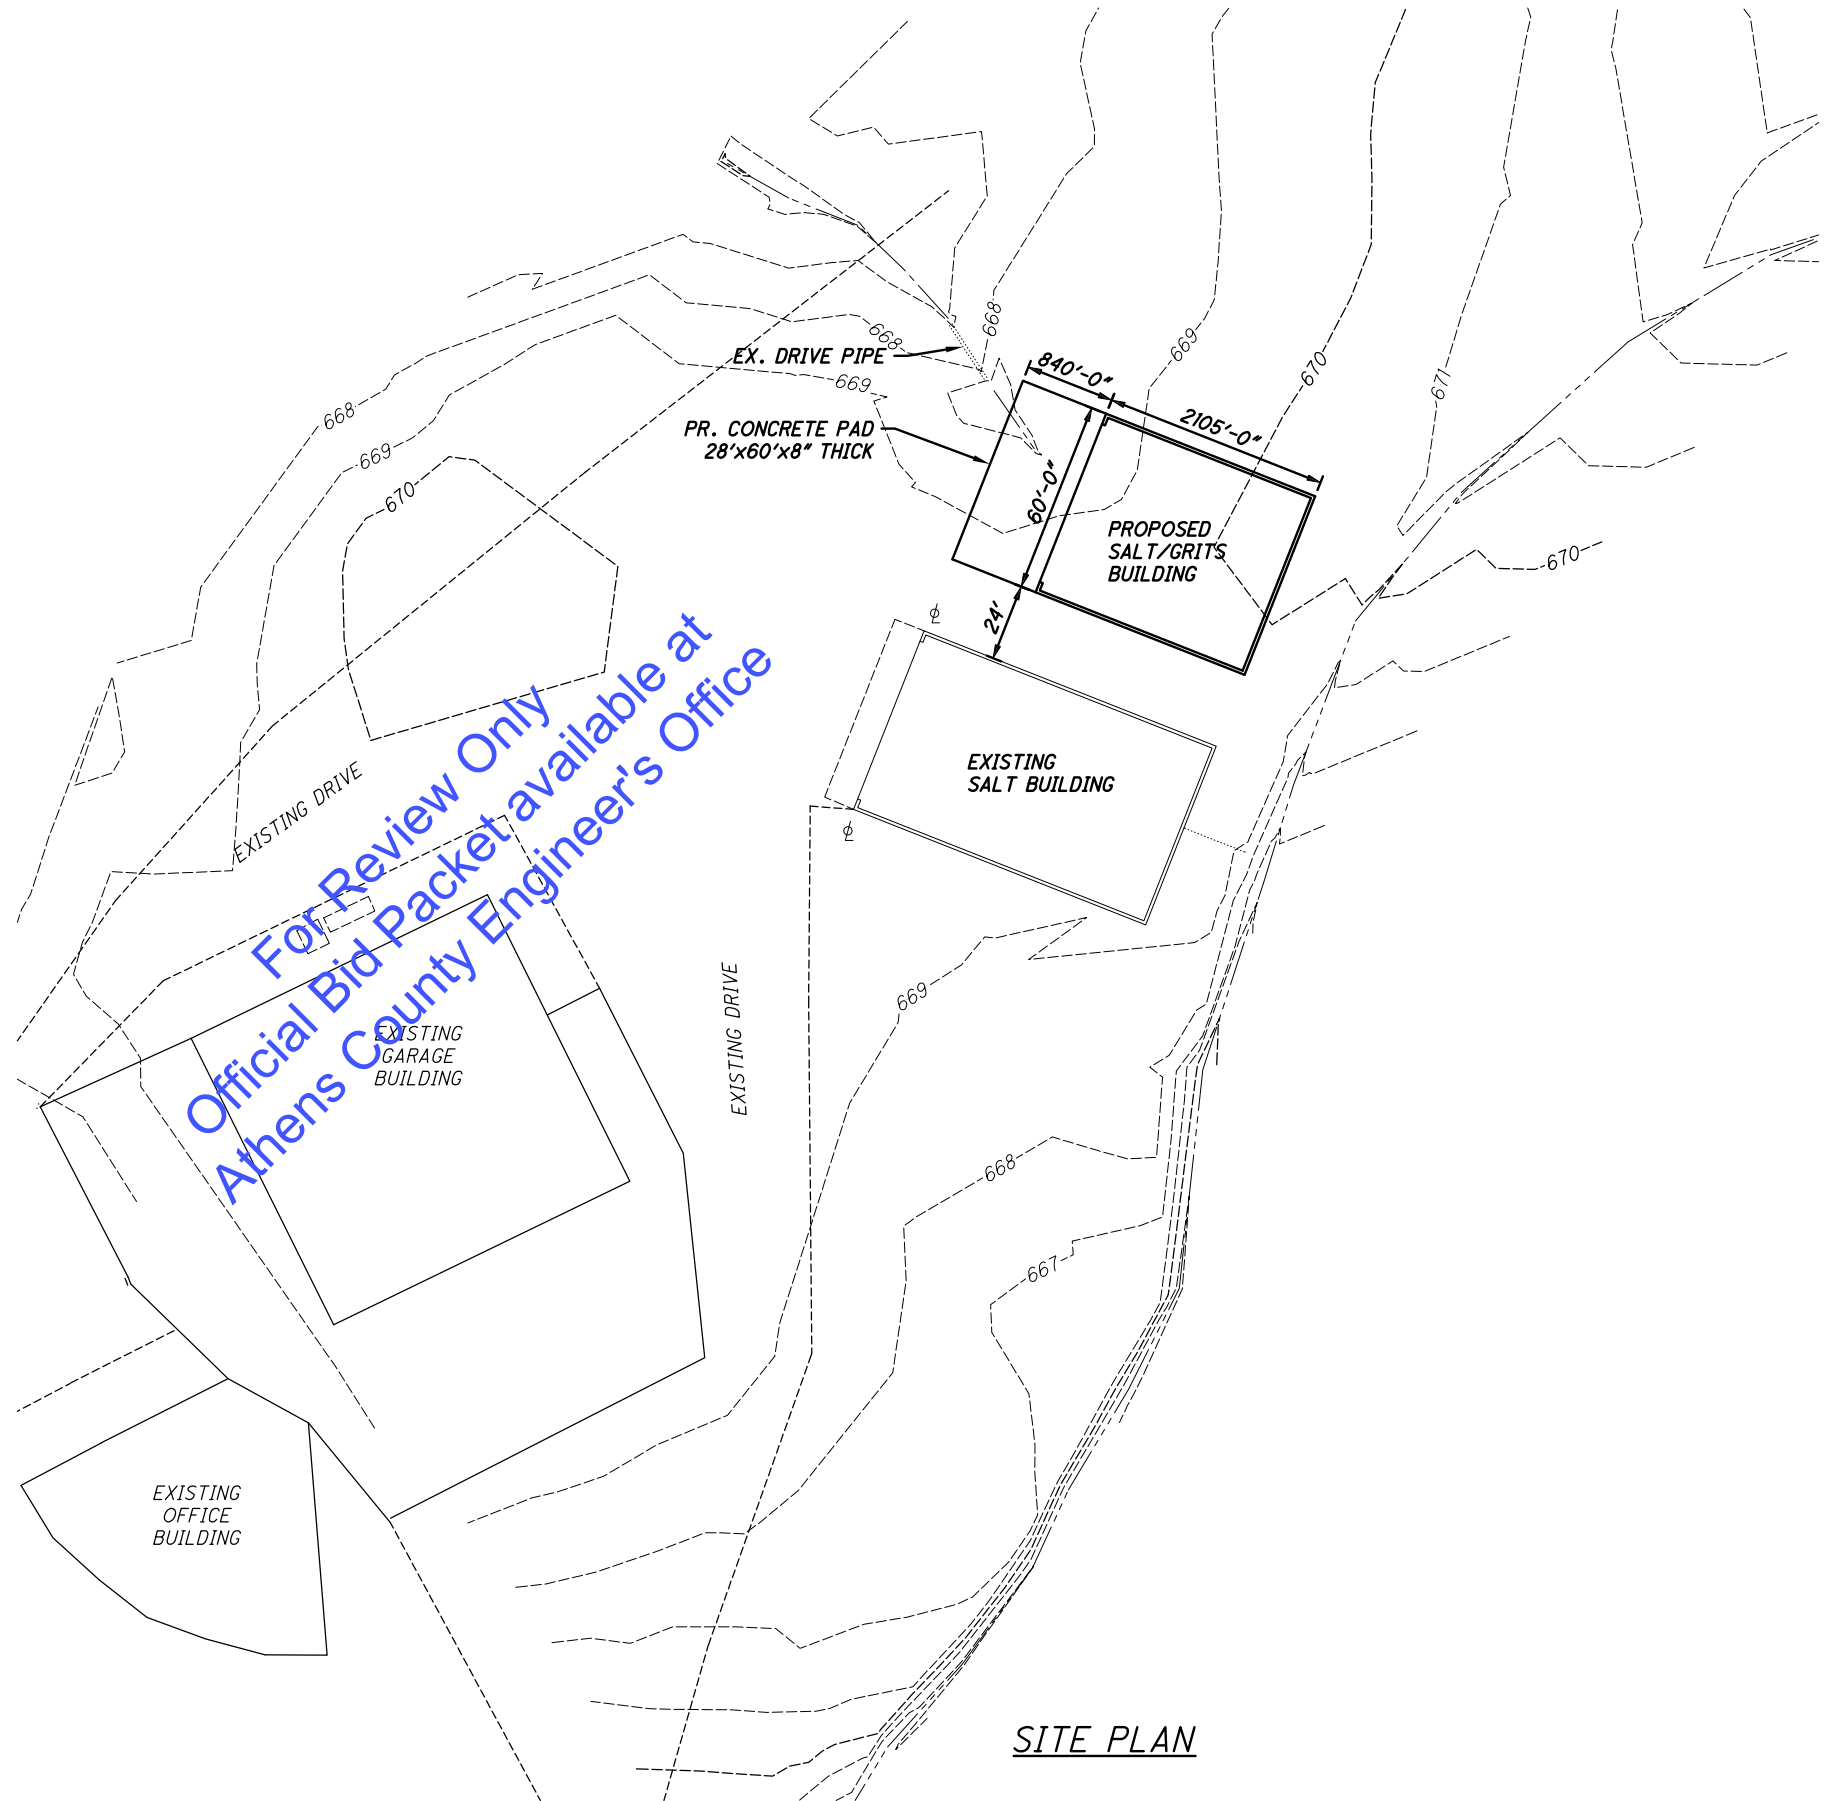 668
668
669
EX. DRIVE PIPE
840'-0"
669
670
671
2105'-0"
PR. CONCRETE PAD
28'x60'x8" THICK
668
669
669
670
60'-0"
PROPOSED
SALT/GRITS
BUILDING
670
24'
EXISTING
SALT BUILDING
EXISTING DRIVE
For Review Only
Official Bid Packet available at
Athens County Engineer's Office
669
EXISTING DRIVE
EXISTING
GARAGE
BUILDING
668
667
EXISTING
OFFICE
BUILDING
SITE PLAN